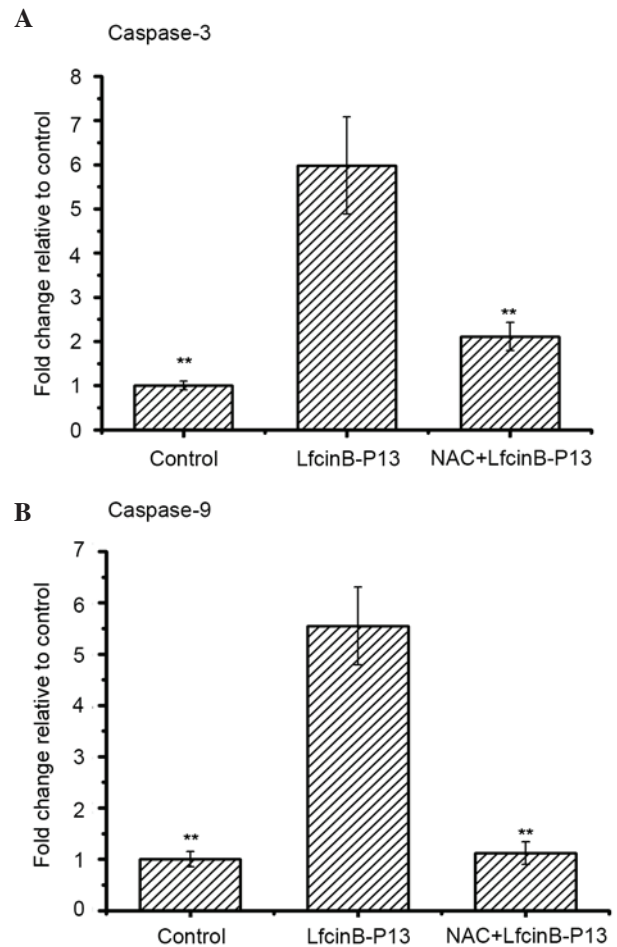 A
Caspase-3
Fold change relative to control
8
7
6
5
4
3
2
1
0
**
**
Control LfcinB-P13 NAC+LfcinB-P13
B
Caspase-9
Fold change relative to control
7
6
5
4
3
2
1
0
**
**
Control LfcinB-P13 NAC+LfcinB-P13